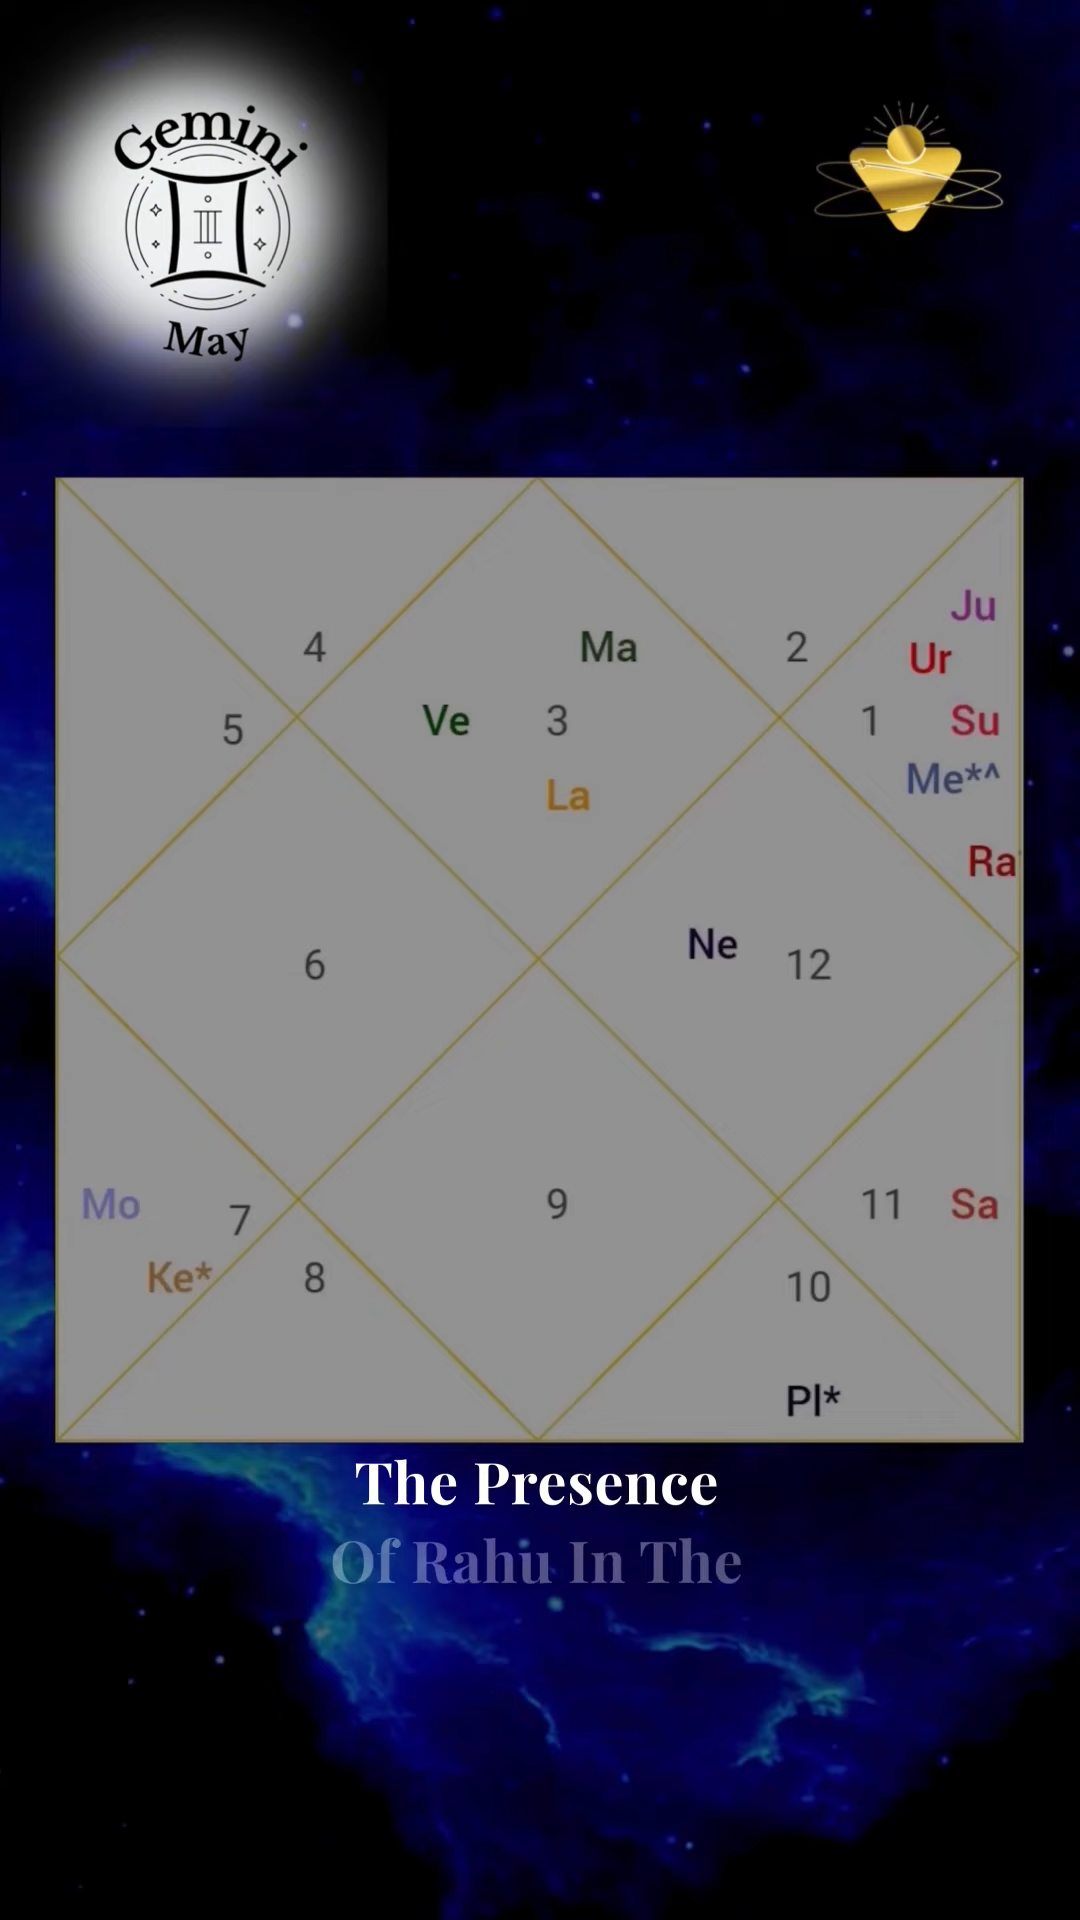 Gemini
III
May
Ju
4 Ma 2 Ur
5 Ve 3 1 Su
La Me*^
Ra
6 Ne 12
Mo 7 9 11 Sa
Ke* 8 10
Pl*
The Presence
Of Rahu In The